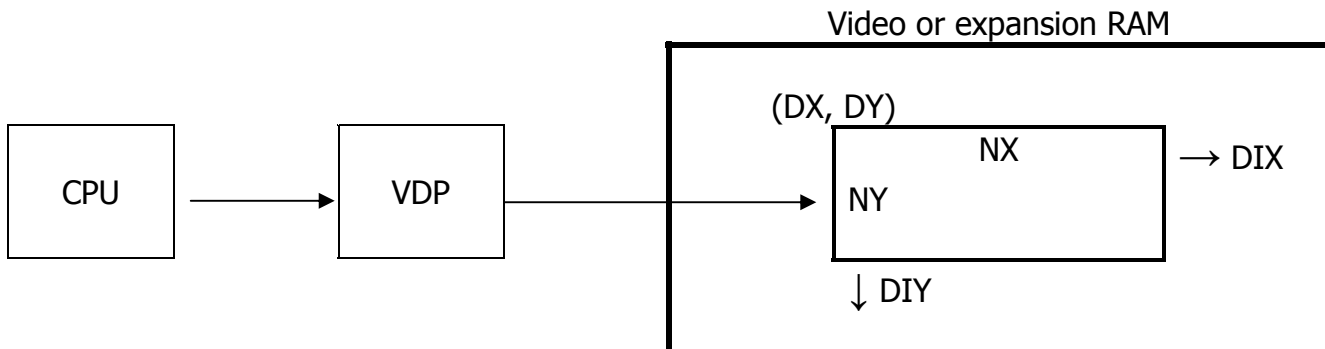 Video or expansion RAM
(DX, DY)
CPU
VDP
NX
→ DIX
NY
↓ DIY